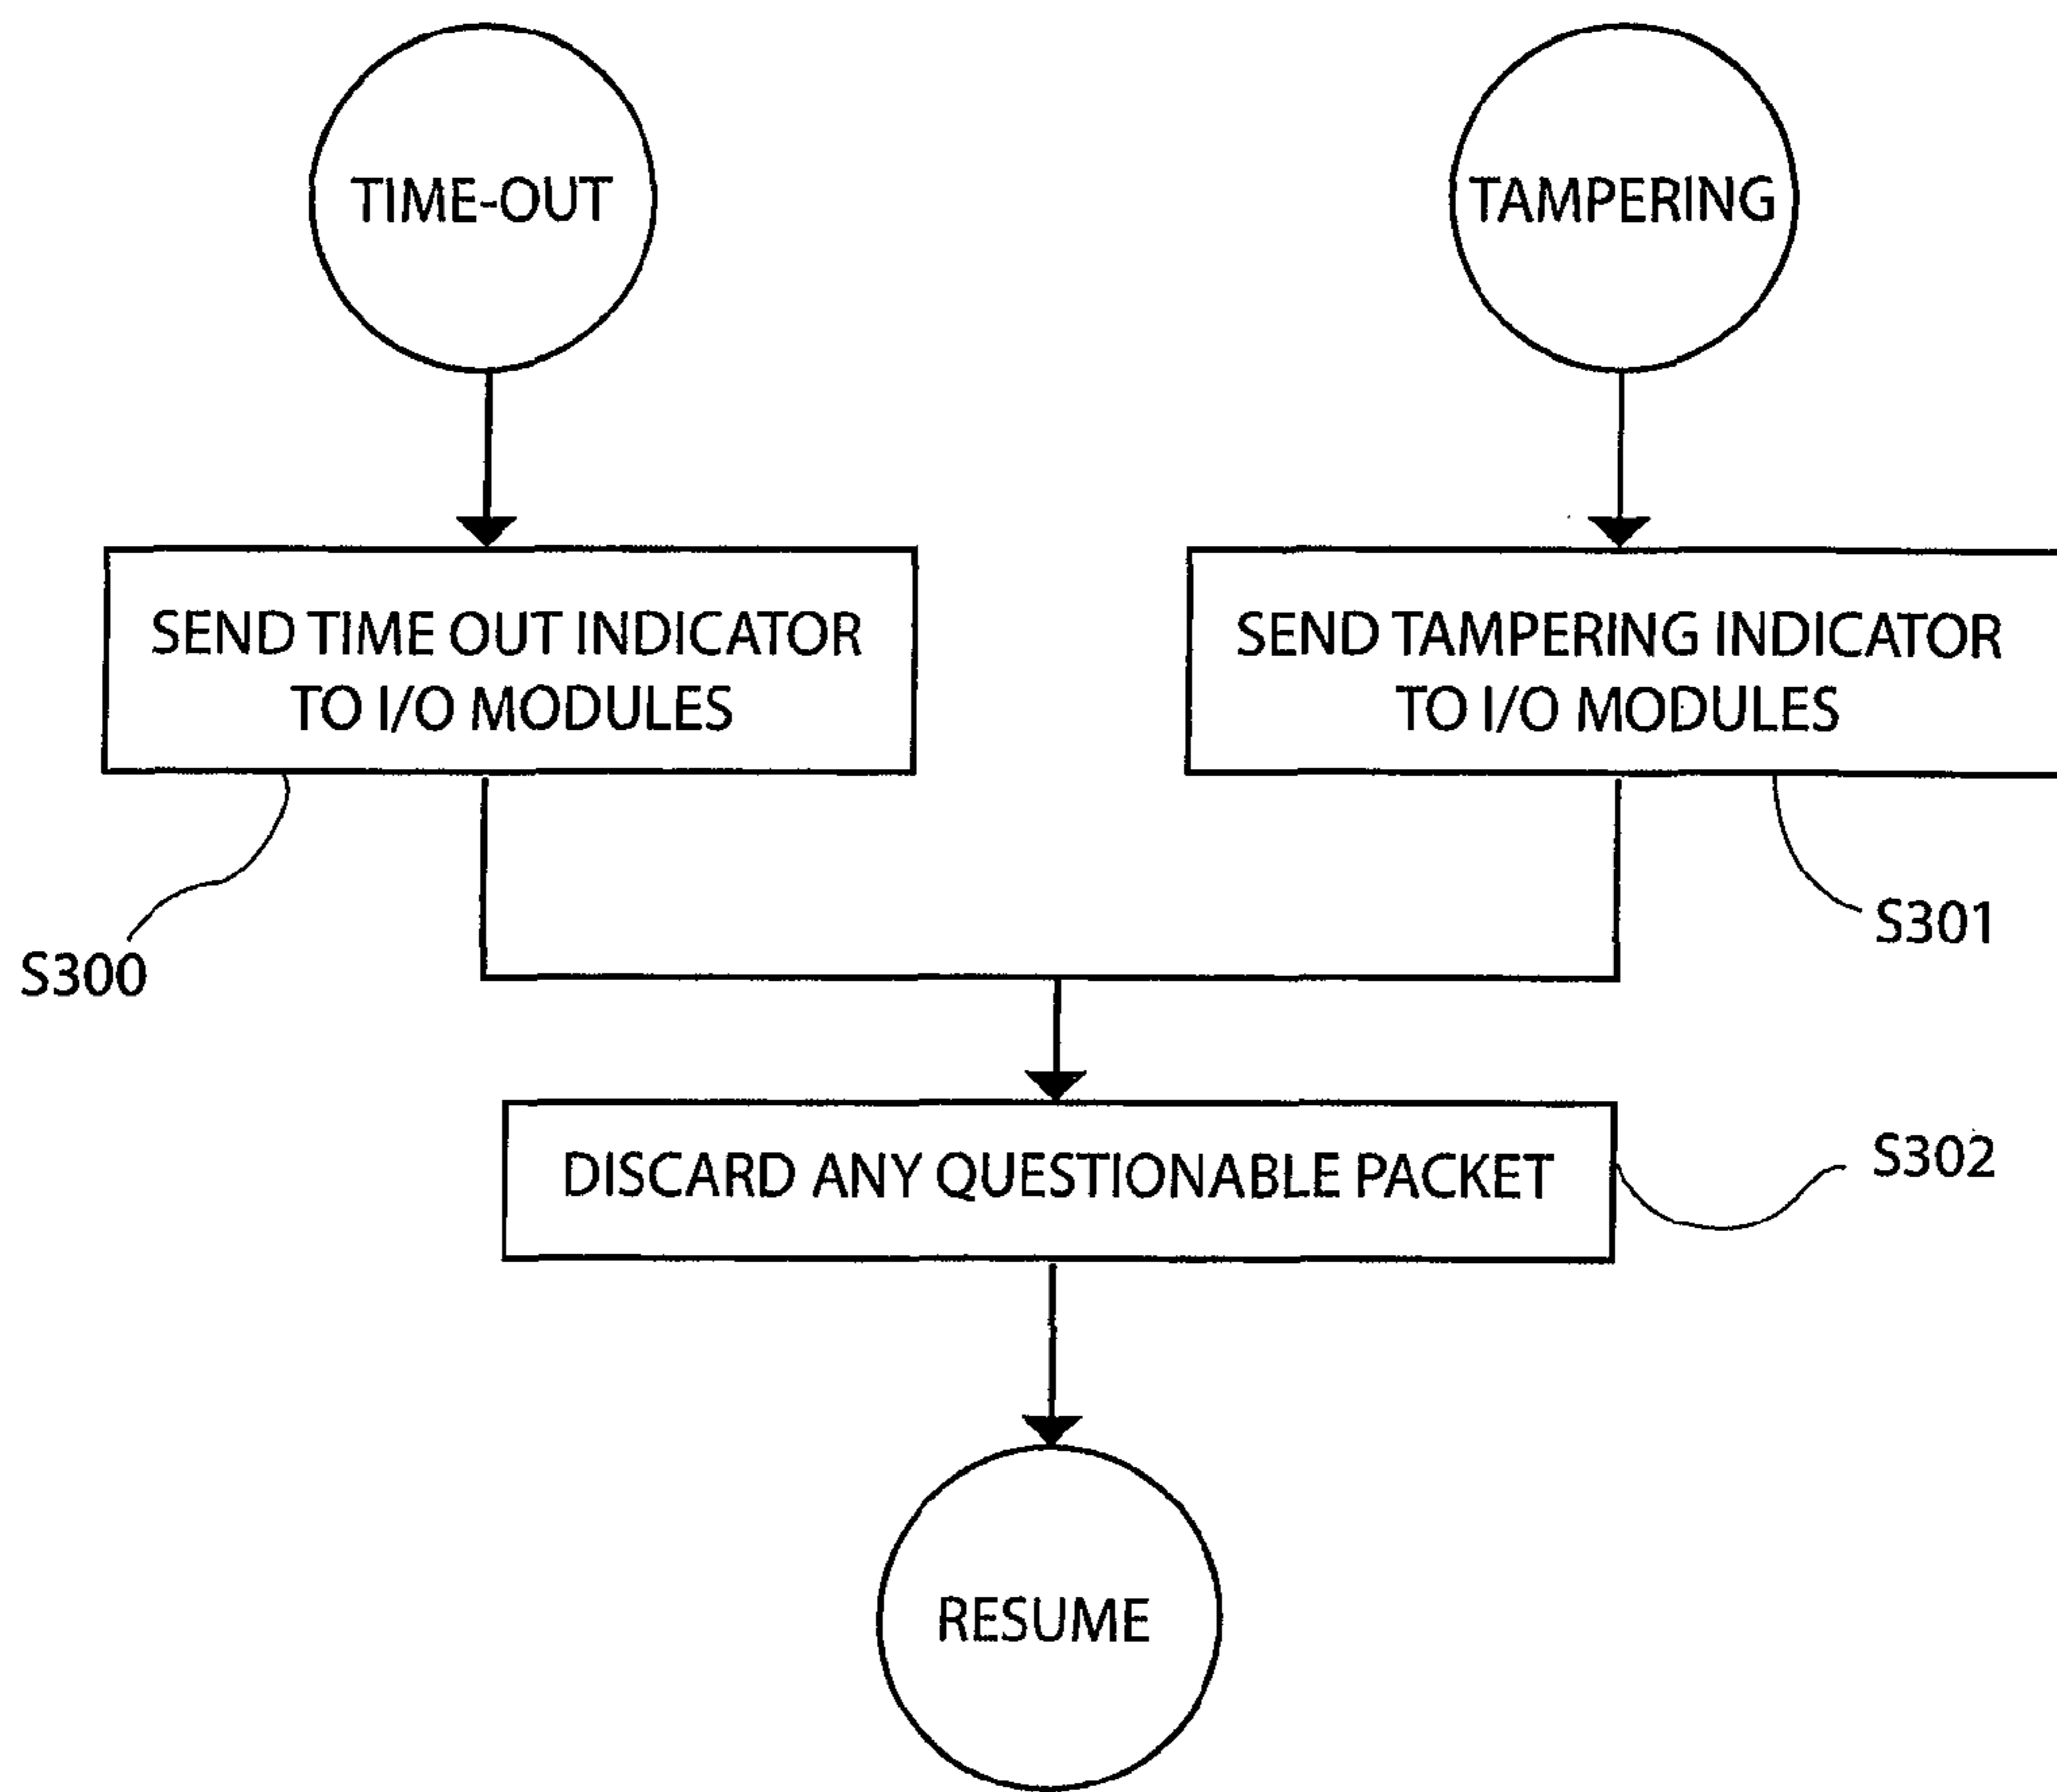 TIME-OUT
TAMPERING
SEND TIME OUT INDICATOR
TO I/O MODULES
SEND TAMPERING INDICATOR
TO I/O MODULES
S300
S301
DISCARD ANY QUESTIONABLE PACKET
S302
RESUME